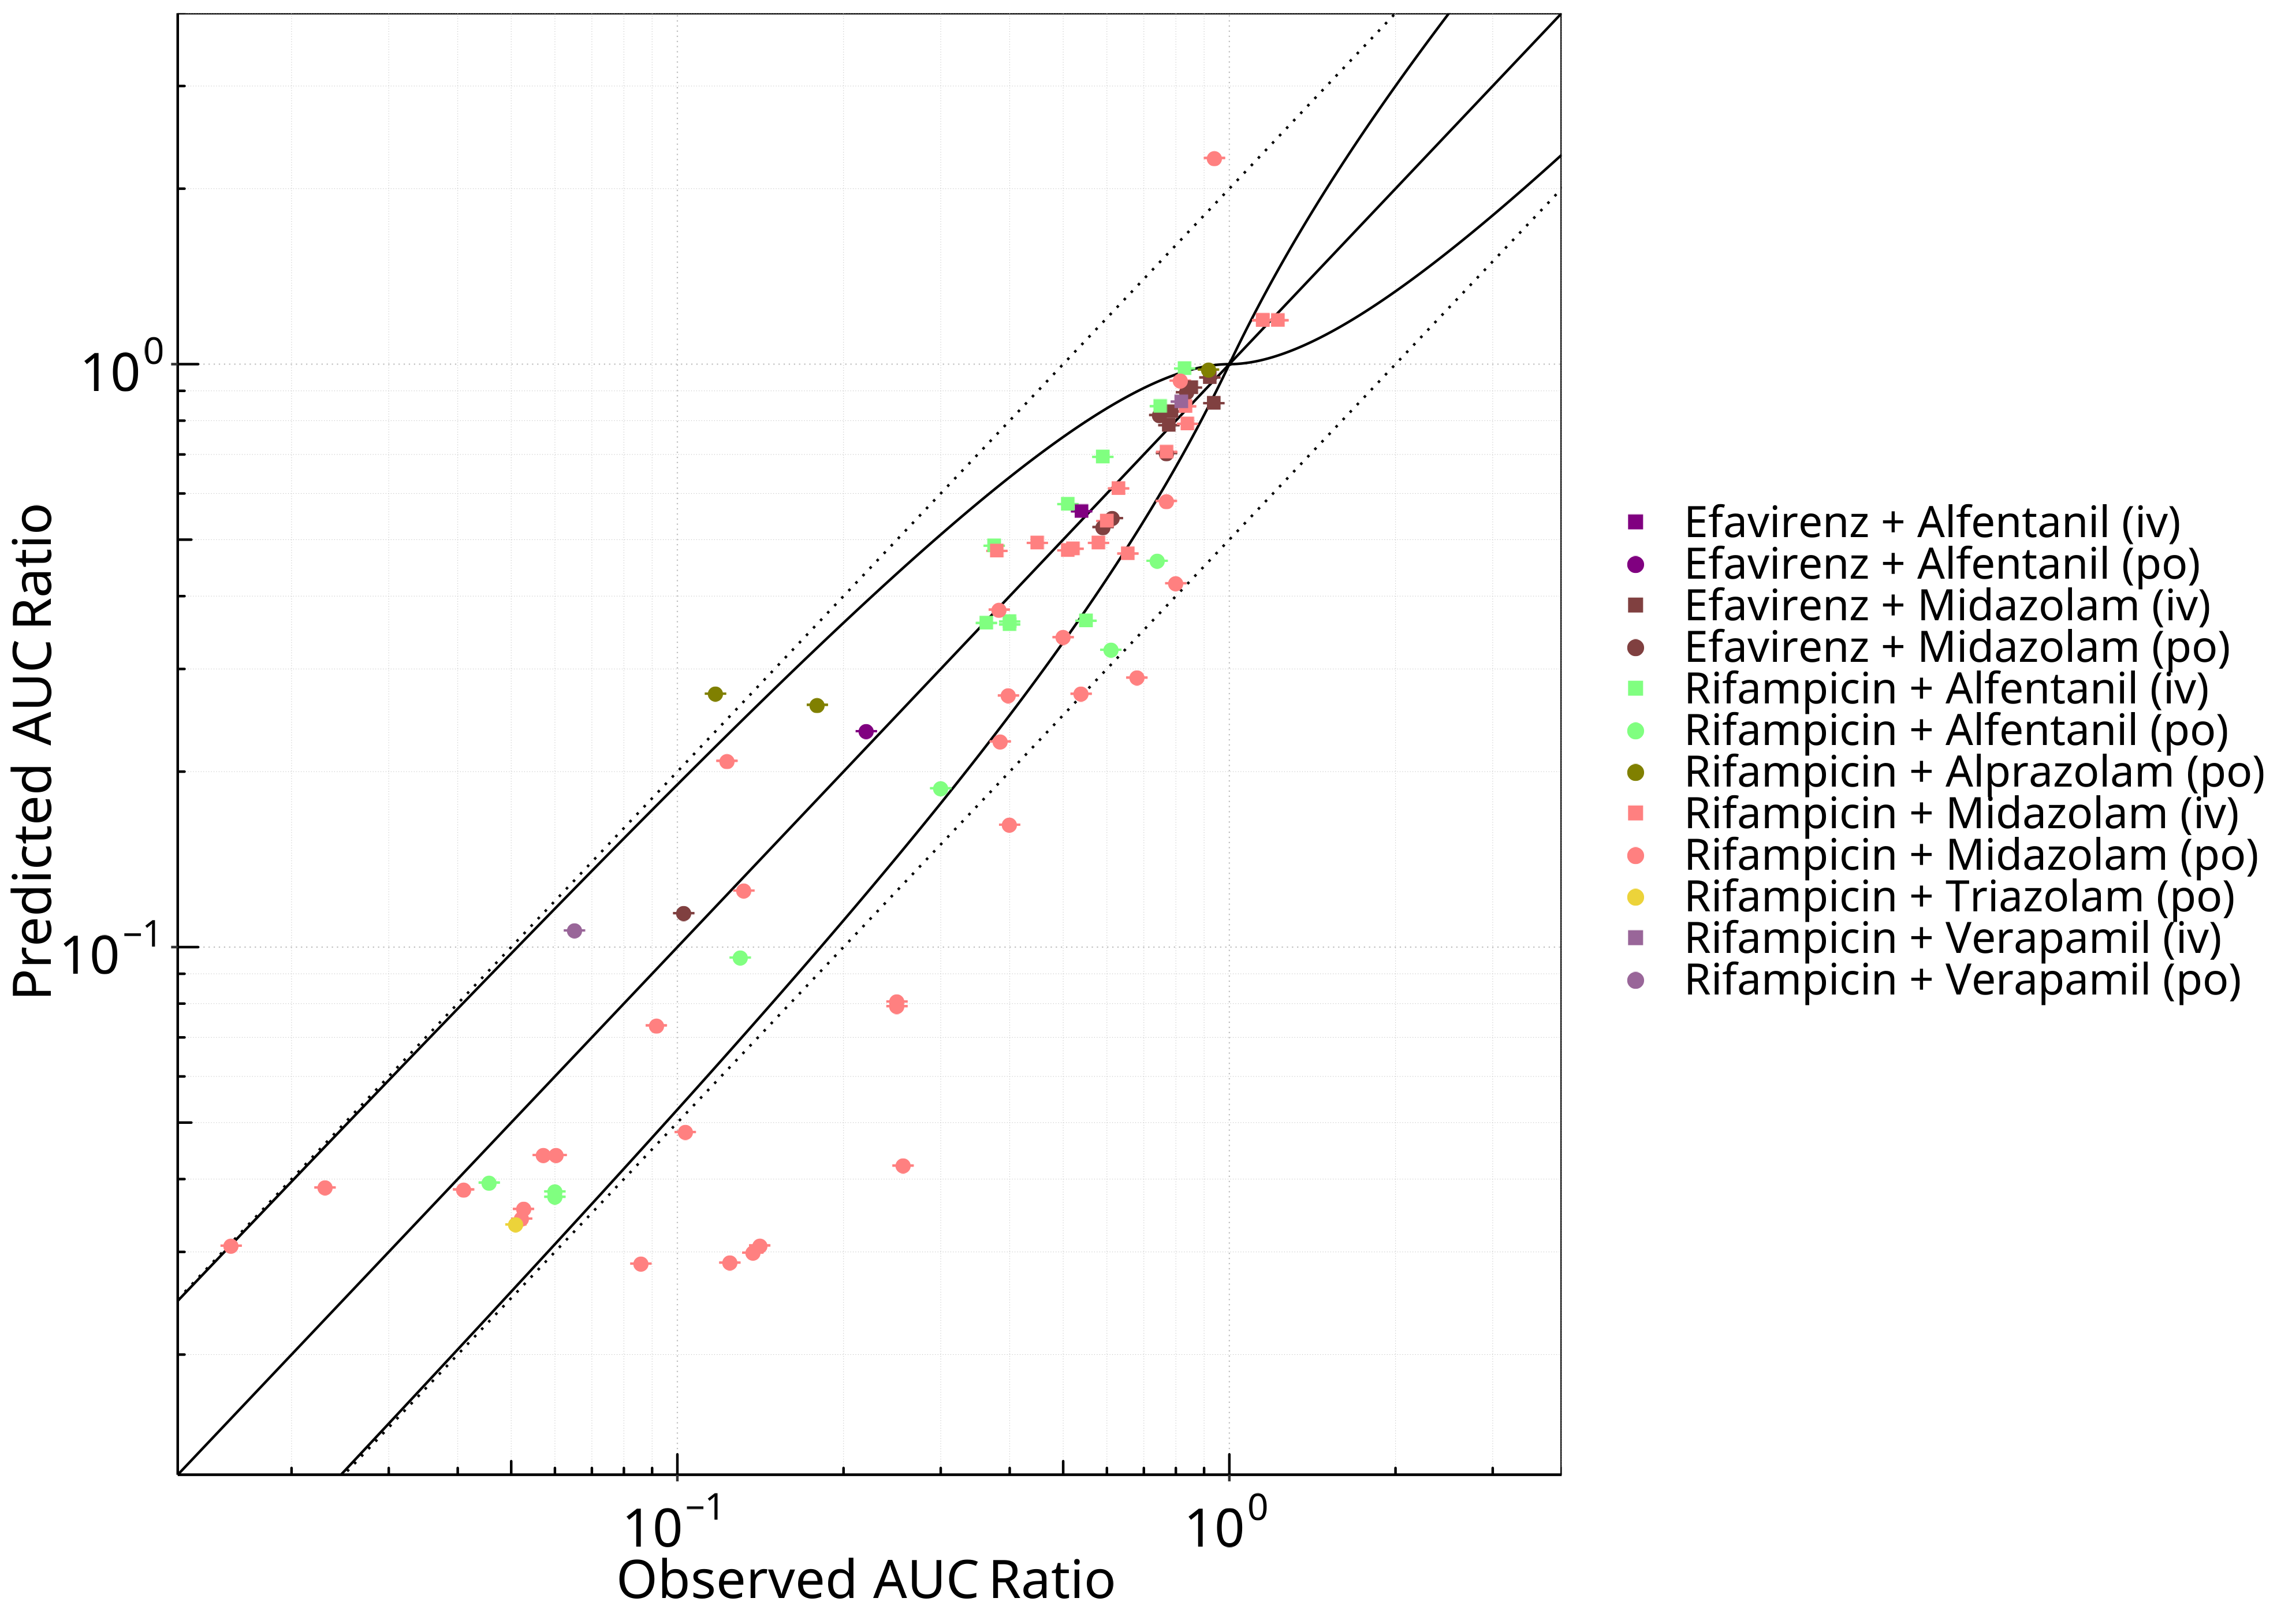 Predicted AUC Ratio
10⁰
10⁻¹
10⁻¹
10⁰
Observed AUC Ratio
Efavirenz + Alfentanil (iv)
Efavirenz + Alfentanil (po)
Efavirenz + Midazolam (iv)
Efavirenz + Midazolam (po)
Rifampicin + Alfentanil (iv)
Rifampicin + Alfentanil (po)
Rifampicin + Alprazolam (po)
Rifampicin + Midazolam (iv)
Rifampicin + Midazolam (po)
Rifampicin + Triazolam (po)
Rifampicin + Verapamil (iv)
Rifampicin + Verapamil (po)